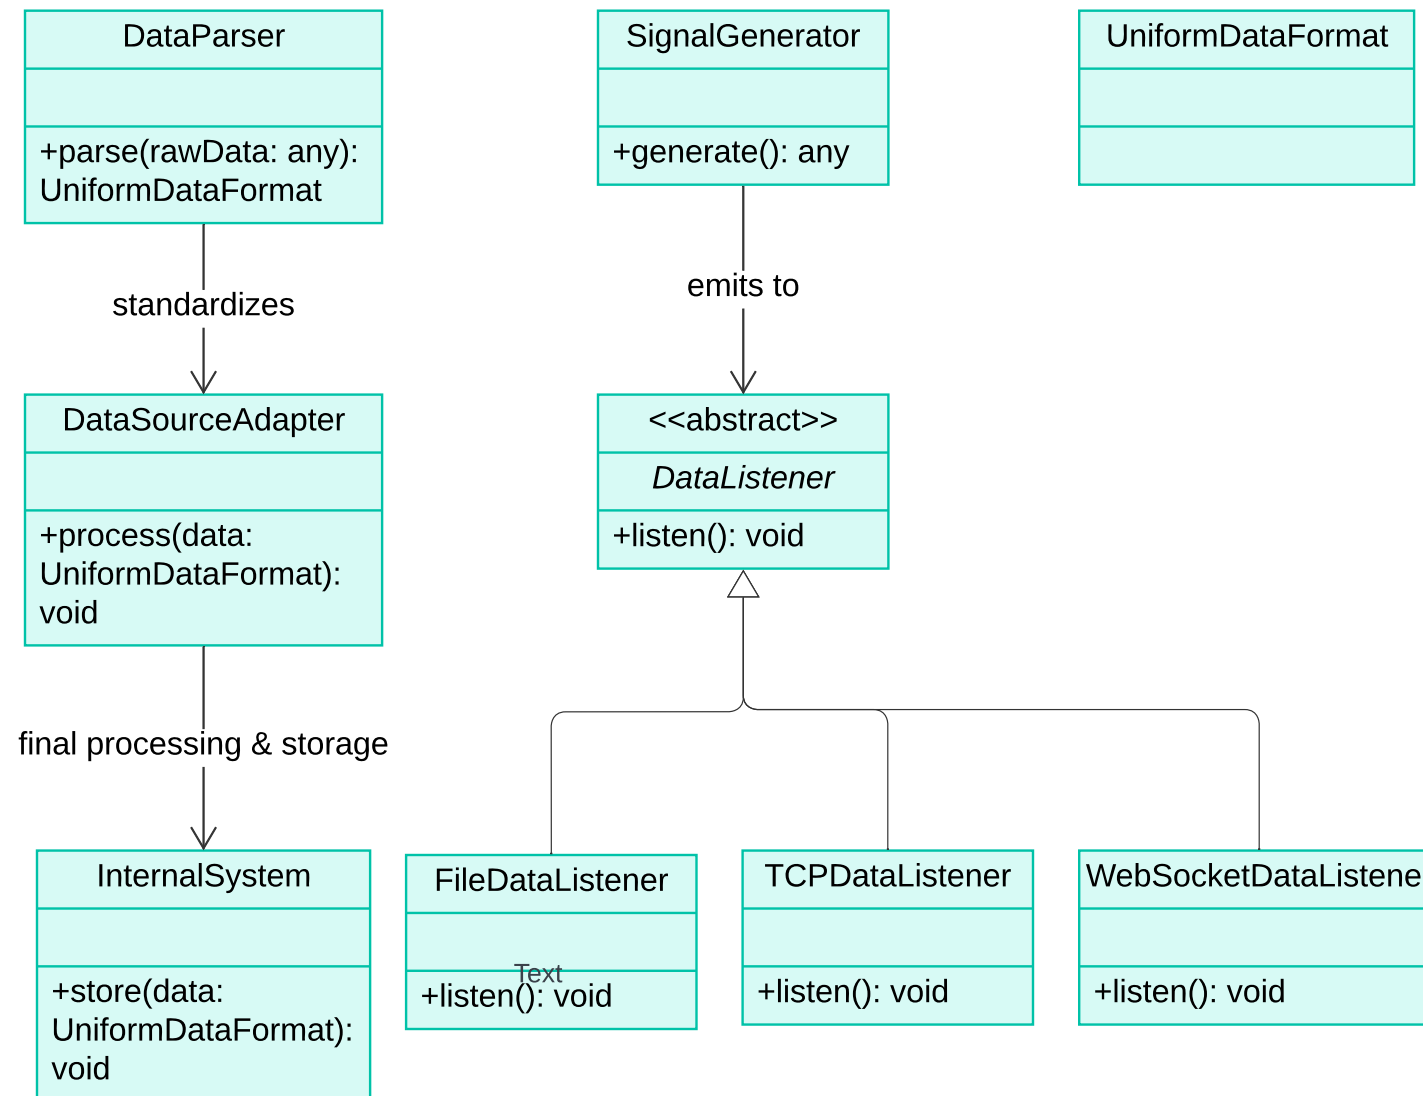 DataParser
+parse(rawData: any):
UniformDataFormat
standardizes
DataSourceAdapter
+process(data:
UniformDataFormat):
void
final processing & storage
InternalSystem
+store(data:
UniformDataFormat):
void
SignalGenerator
+generate(): any
emits to
<<abstract>>
DataListener
+listen(): void
FileDataListener
Text
+listen(): void
TCPDataListener
+listen(): void
WebSocketDataListene
+listen(): void
UniformDataFormat